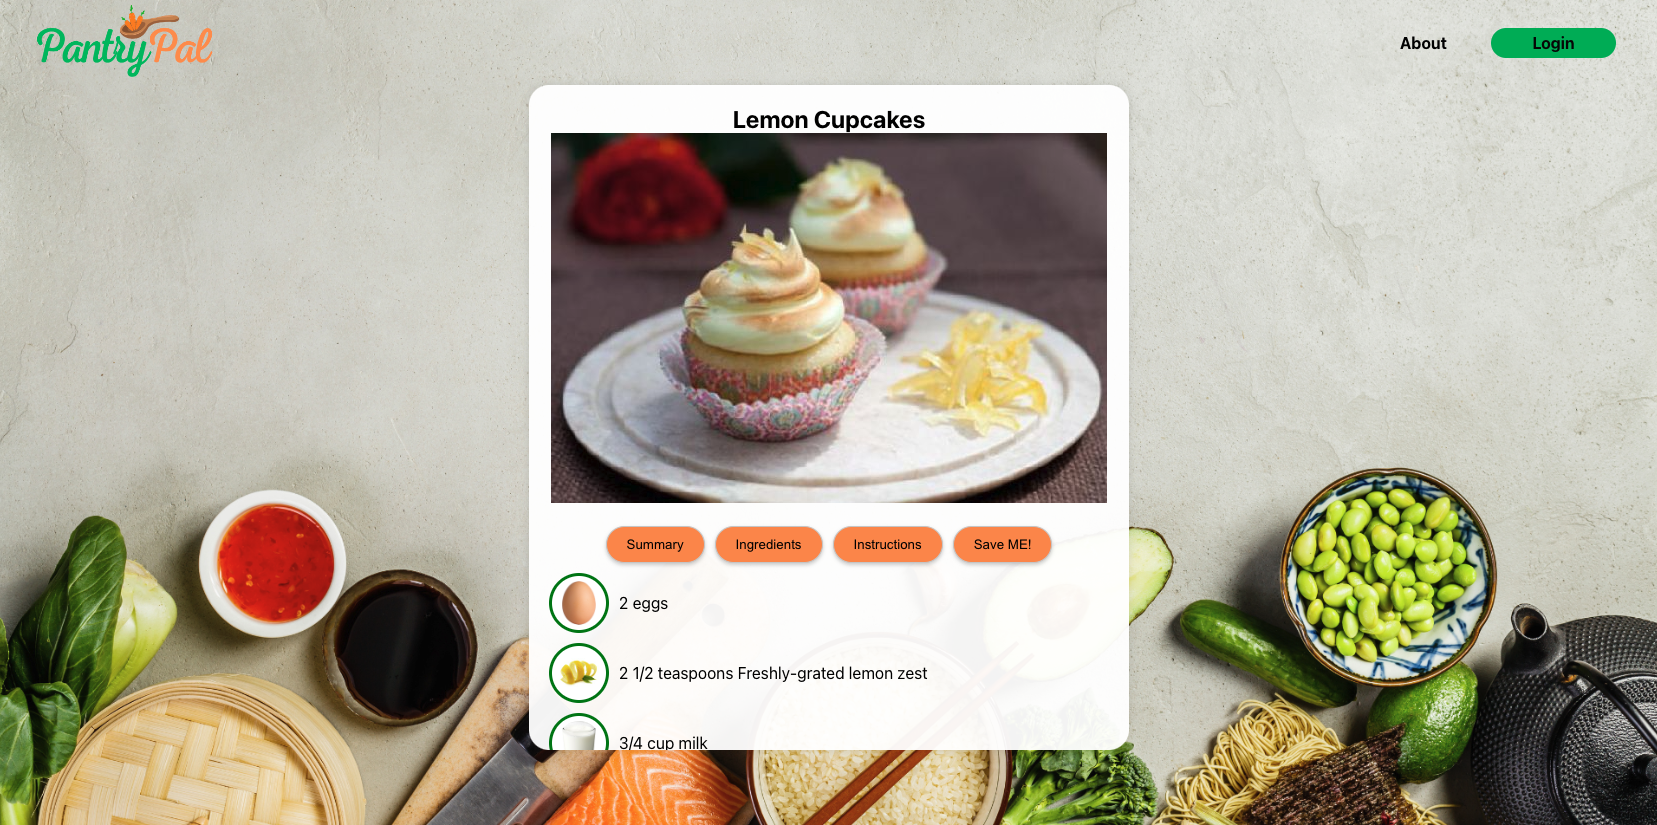 PantryPal
About
Login
Lemon Cupcakes
Summary
Ingredients
Instructions
Save ME!
2 eggs
2 1/2 teaspoons Freshly-grated lemon zest
3/4 cup milk